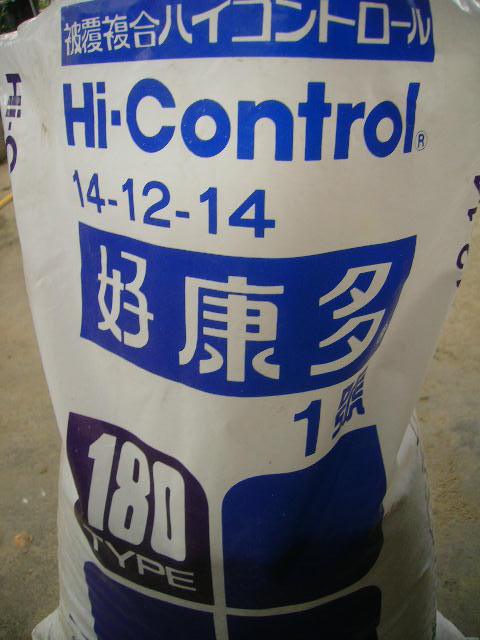 被覆複合ハイコントロール
Hi-Control®
14-12-14
好康多
1號
180
TYPE